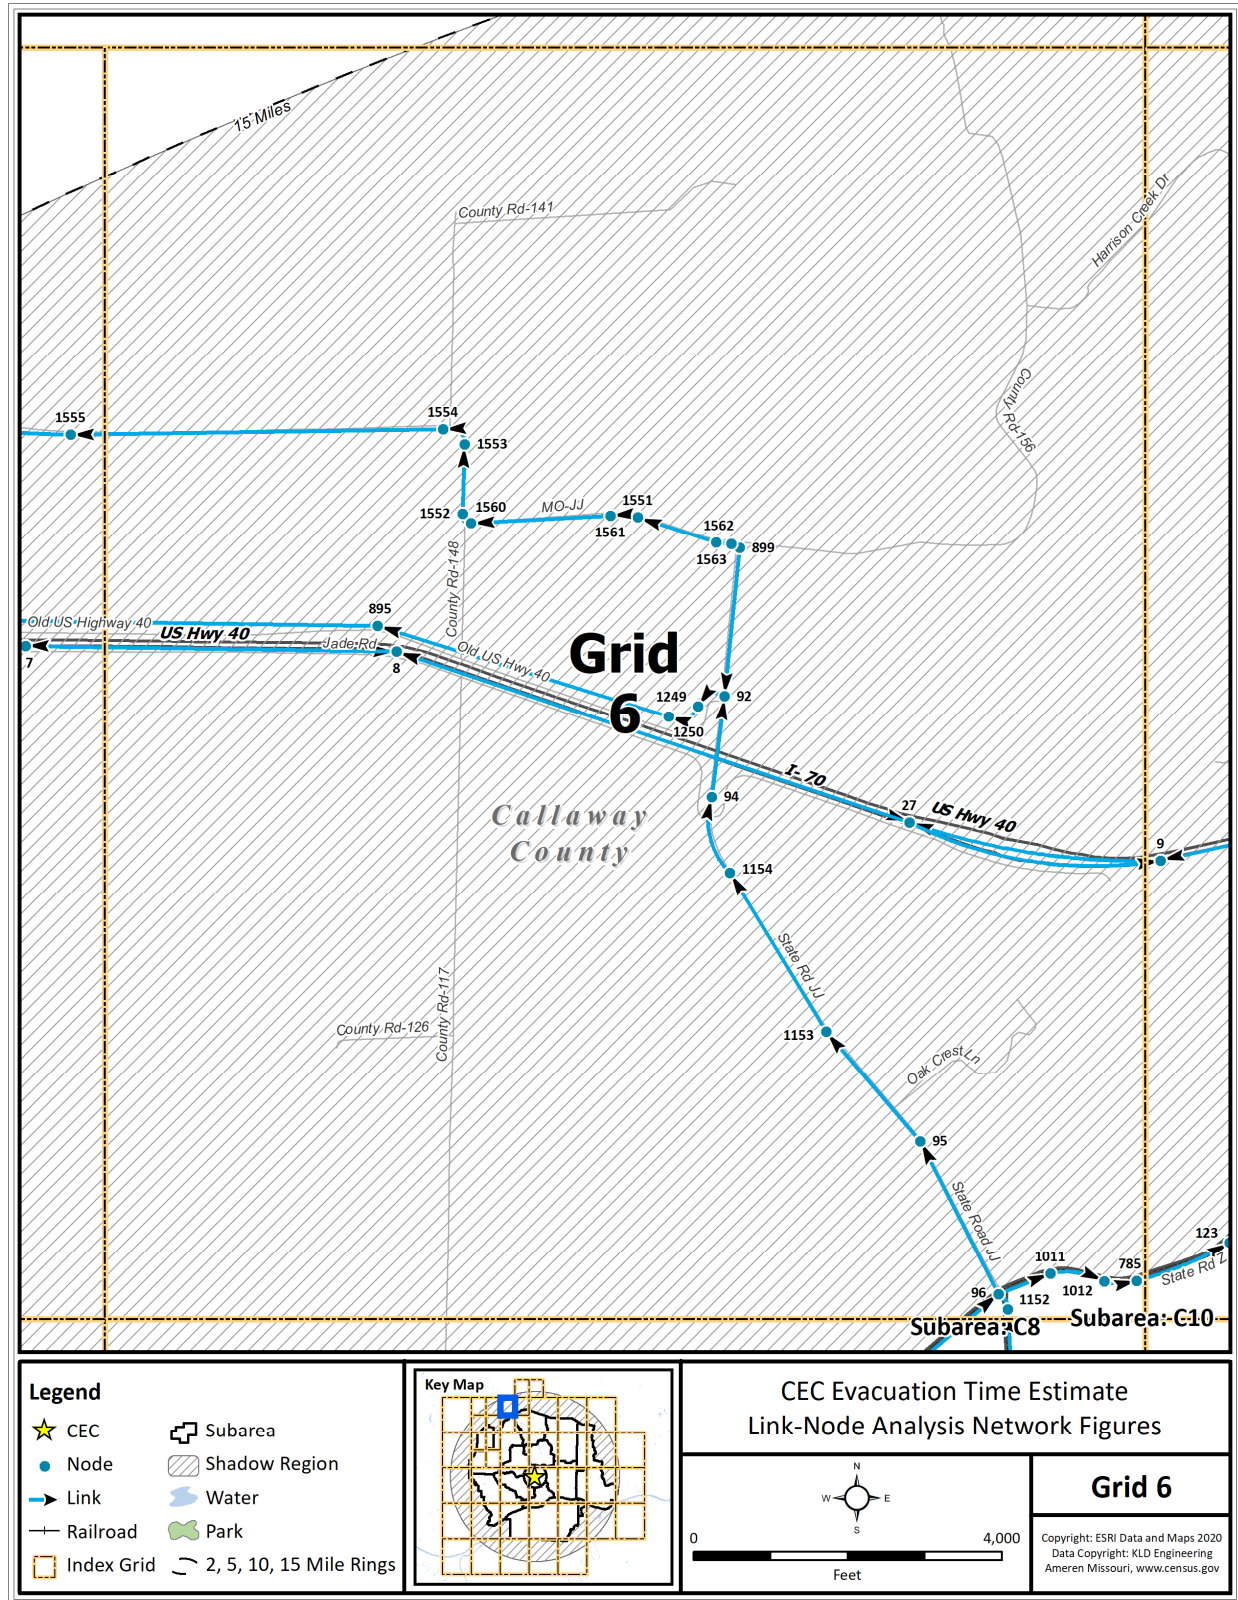 15 Miles
County Rd-141
Harrison Creek Dr
County Rd-156
1555
1554
1553
1552
1560
MO-JJ
1551
1561
1562
1563
899
County Rd-148
895
Old US Highway 40
US Hwy 40
Jade Rd
7
8
Old US Hwy 40
Grid
6
1249
1250
92
I- 70
94
27
US Hwy 40
9
Callaway
County
1154
State Rd JJ
County Rd-117
County Rd-126
1153
Oak Crest Ln
95
State Road JJ
123
1011
785
State Rd Z
96
1152
1012
Subarea: C8
Subarea: C10
Legend
CEC
Subarea
Node
Shadow Region
Link
Water
Railroad
Park
Index Grid
2, 5, 10, 15 Mile Rings
Key Map
CEC Evacuation Time Estimate
Link-Node Analysis Network Figures
N
W
E
S
0
4,000
Feet
Grid 6
Copyright: ESRI Data and Maps 2020
Data Copyright: KLD Engineering
Ameren Missouri, www.census.gov